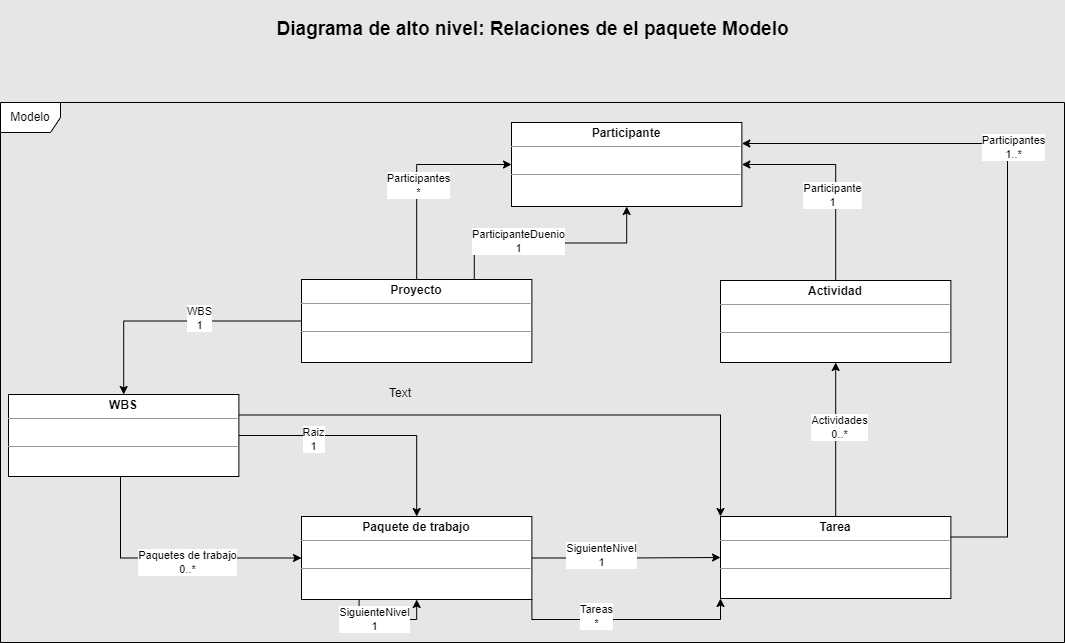 Diagrama de alto nivel: Relaciones de el paquete Modelo
Modelo
Participante
Participantes
1..*
Participantes
*
Participante
1
ParticipanteDuenio
1
Proyecto
Actividad
WBS
1
Text
WBS
Actividades
0..*
Raiz
1
Paquete de trabajo
Tarea
Paquetes de trabajo
0..*
SiguienteNivel
1
SiguienteNivel
1
Tareas
*